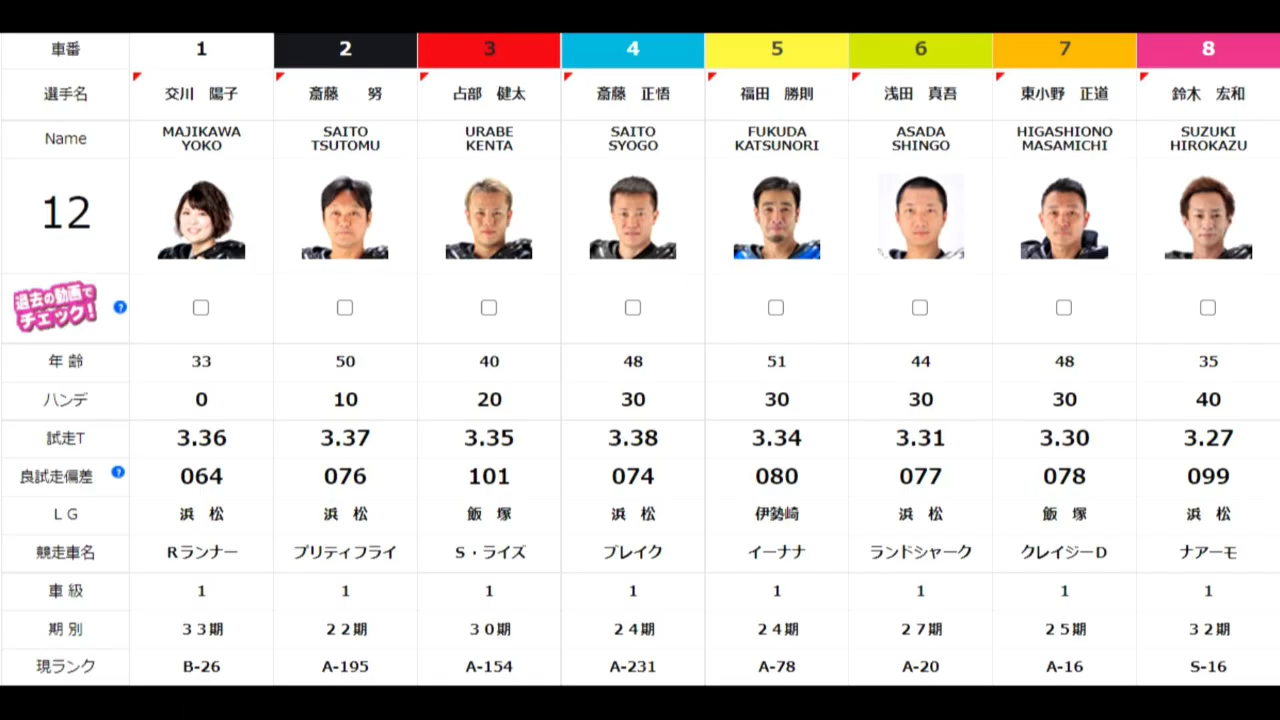 車番 1 2 3 4 5 6 7 8
選手名 交川 陽子 斎藤 努 占部 健太 斎藤 正悟 福田 勝則 浅田 真吾 東小野 正道 鈴木 宏和
Name MAJIKAWA YOKO SAITO TSUTOMU URABE KENTA SAITO SYOGO FUKUDA KATSUNORI ASADA SHINGO HIGASHIONO MASAMICHI SUZUKI HIROKAZU
12
過去の動画で
チェック!
?
年 齢 33 50 40 48 51 44 48 35
ハンデ 0 10 20 30 30 30 30 40
試走T 3.36 3.37 3.35 3.38 3.34 3.31 3.30 3.27
良試走偏差 ? 064 076 101 074 080 077 078 099
ＬＧ 浜 松 浜 松 飯 塚 浜 松 伊勢崎 浜 松 飯 塚 浜 松
競走車名 Ｒランナー プリティフライ Ｓ・ライズ ブレイク イーナナ ランドシャーク クレイジーＤ ナアーモ
車 級 1 1 1 1 1 1 1 1
期 別 ３３期 ２２期 ３０期 ２４期 ２４期 ２７期 ２５期 ３２期
現ランク B-26 A-195 A-154 A-231 A-78 A-20 A-16 S-16